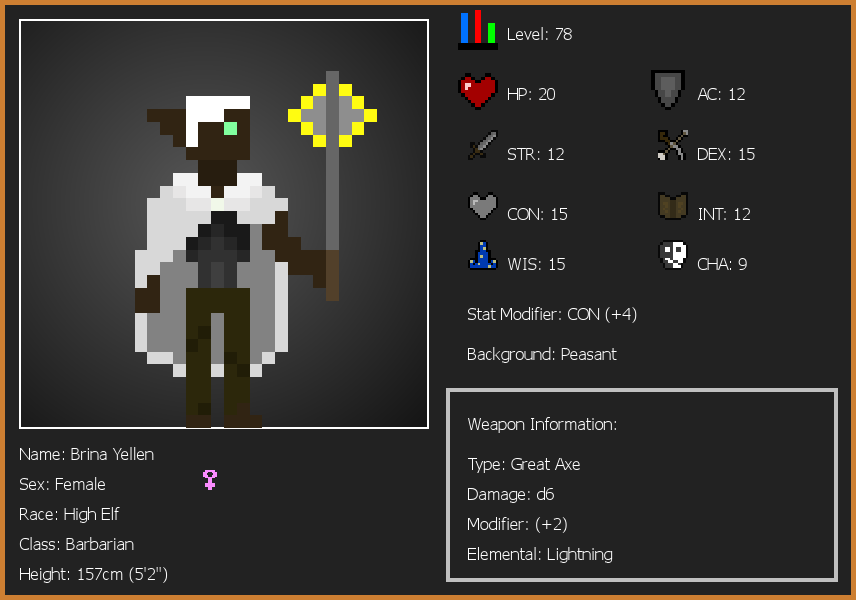 Level: 78
HP: 20
AC: 12
STR: 12
DEX: 15
CON: 15
INT: 12
WIS: 15
CHA: 9
Stat Modifier: CON (+4)
Background: Peasant
Weapon Information:
Type: Great Axe
Damage: d6
Modifier: (+2)
Elemental: Lightning
Name: Brina Yellen
Sex: Female
Race: High Elf
Class: Barbarian
Height: 157cm (5'2")